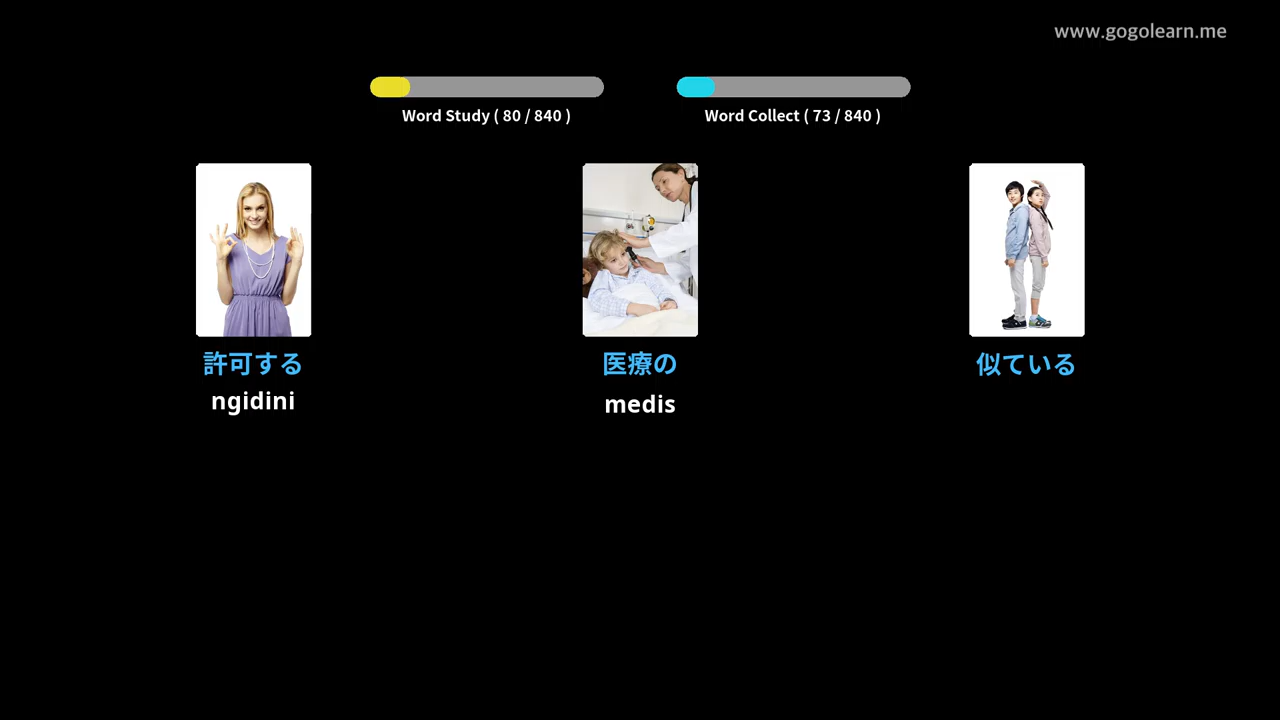 www.gogolearn.me
Word Study ( 80 / 840 )
Word Collect ( 73 / 840 )
許可する
医療の
似ている
ngidini
medis